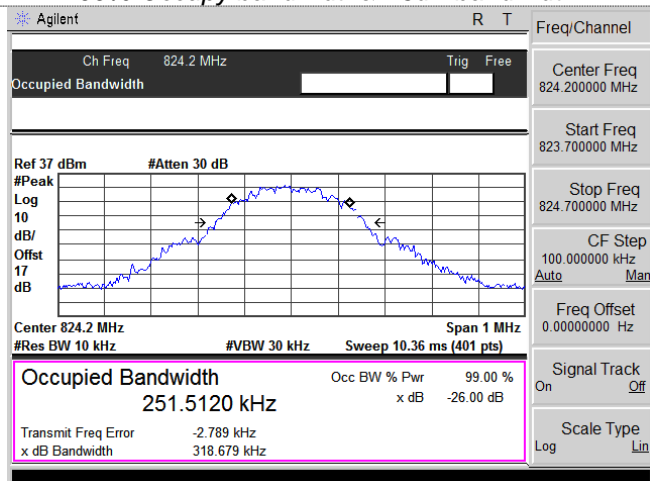 Agilent R T
Ch Freq 824.2 MHz Trig Free
Occupied Bandwidth
Ref 37 dBm #Atten 30 dB
#Peak
Log
10
dB/
Offst
17
dB
Center 824.2 MHz Span 1 MHz
#Res BW 10 kHz #VBW 30 kHz Sweep 10.36 ms (401 pts)
Occupied Bandwidth Occ BW % Pwr 99.00 %
251.5120 kHz x dB -26.00 dB
Transmit Freq Error -2.789 kHz
x dB Bandwidth 318.679 kHz
Freq/Channel
Center Freq
824.200000 MHz
Start Freq
823.700000 MHz
Stop Freq
824.700000 MHz
CF Step
100.000000 kHz
Auto Man
Freq Offset
0.00000000 Hz
Signal Track
On Off
Scale Type
Log Lin